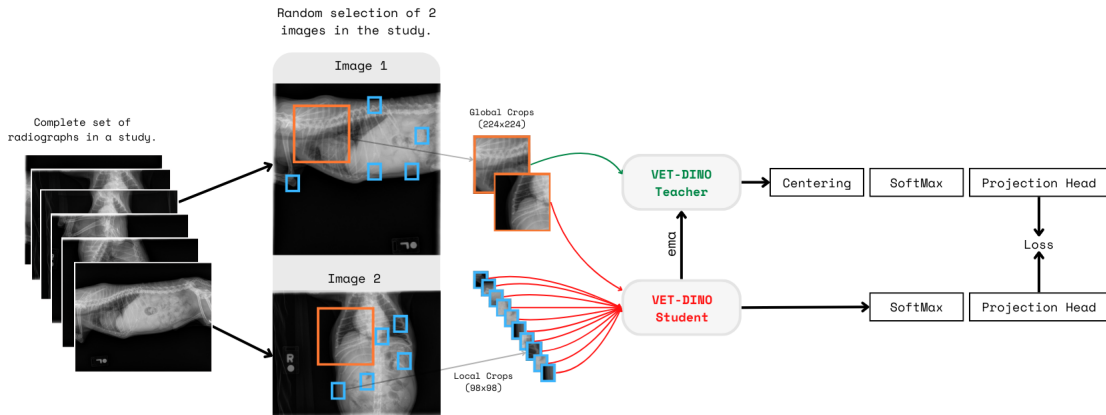 Random selection of 2
images in the study.
Complete set of
radiographs in a study.
Image 1
Image 2
R
Global Crops
(224x224)
Local Crops
(98x98)
VET-DINO
Teacher
ema
VET-DINO
Student
Centering
SoftMax
Projection Head
Loss
SoftMax
Projection Head